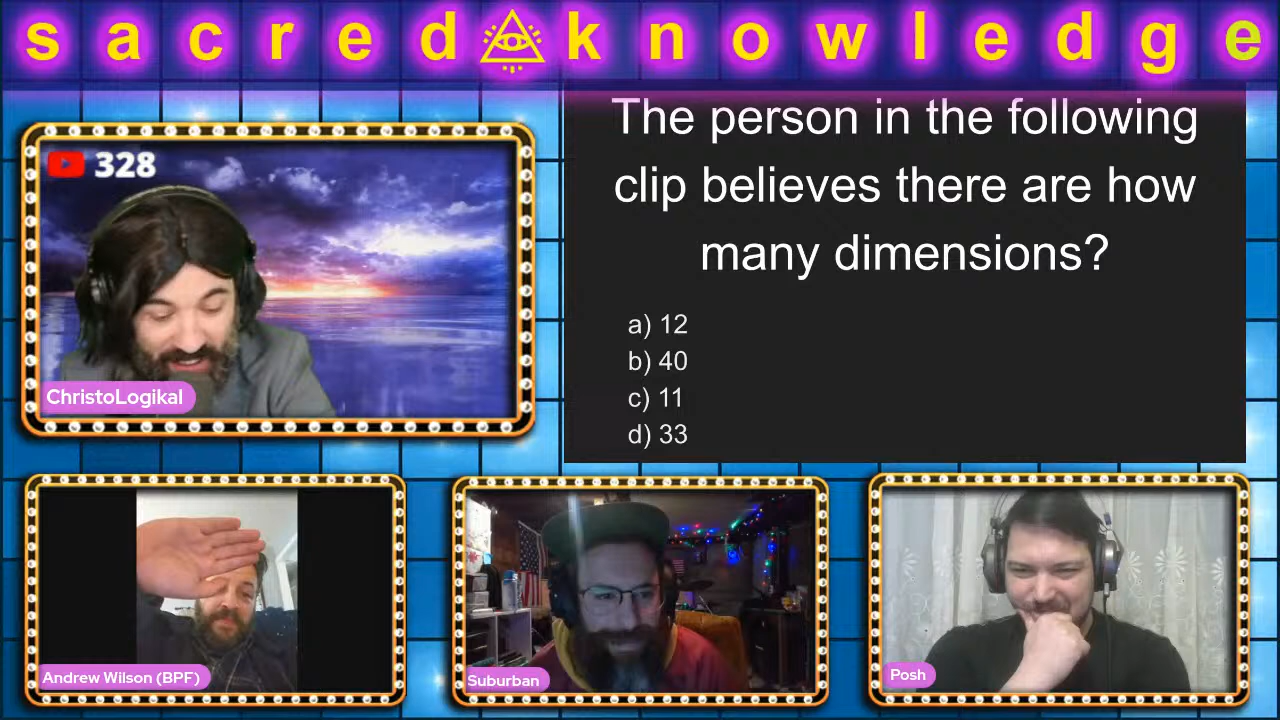 sacred knowledge
328
The person in the following
clip believes there are how
many dimensions?
a) 12
b) 40
c) 11
d) 33
ChristoLogikal
Andrew Wilson (BPF)
Suburban
Posh